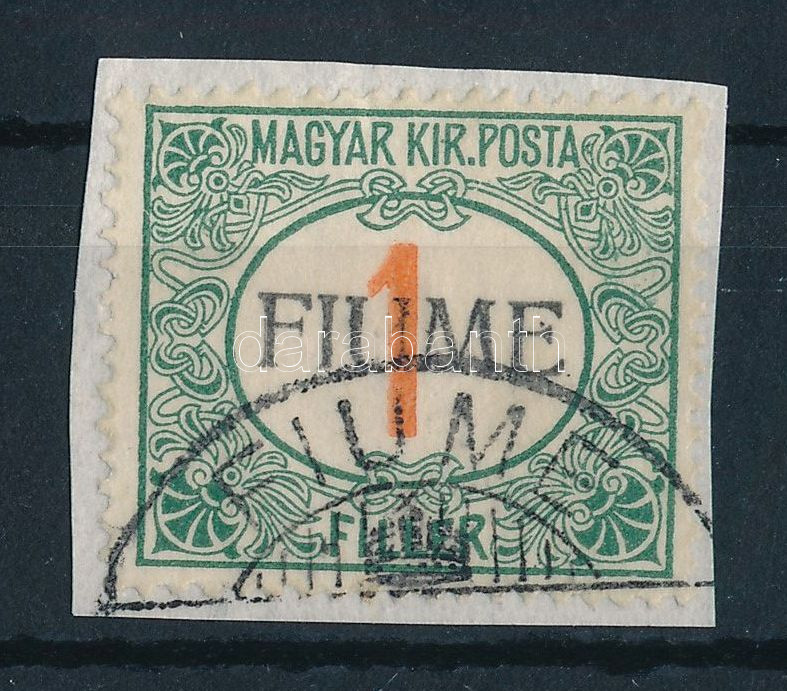 MAGYAR KIR. POSTA
1
FIUME
darabanth
FIUME
FILLÉR